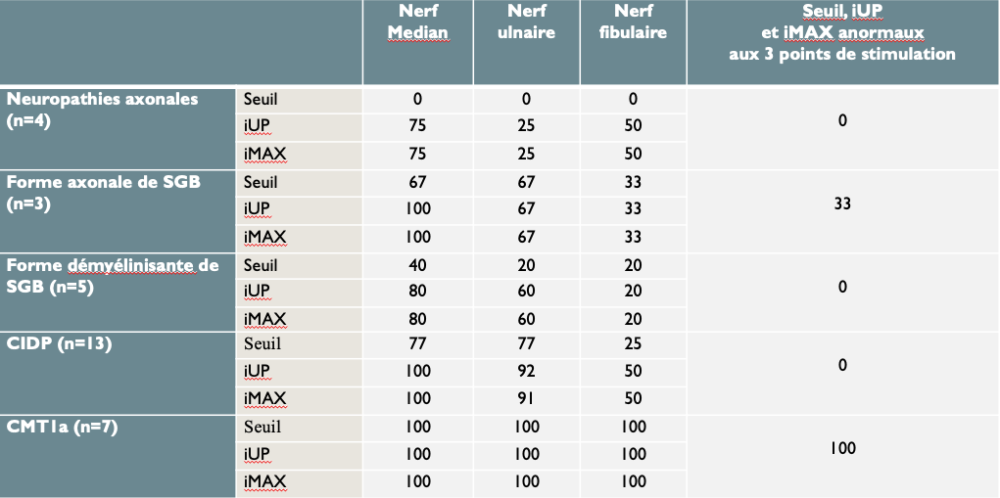 Nerf Median
Nerf ulnaire
Nerf fibulaire
Seuil, iUP
et iMAX anormaux
aux 3 points de stimulation
Neuropathies axonales (n=4)
Seuil 0 0 0
iUP 75 25 50
iMAX 75 25 50
0
Forme axonale de SGB (n=3)
Seuil 67 67 33
iUP 100 67 33
iMAX 100 67 33
33
Forme démyélinisante de SGB (n=5)
Seuil 40 20 20
iUP 80 60 20
iMAX 80 60 20
0
CIDP (n=13)
Seuil 77 77 25
iUP 100 92 50
iMAX 100 91 50
0
CMT1a (n=7)
Seuil 100 100 100
iUP 100 100 100
iMAX 100 100 100
100